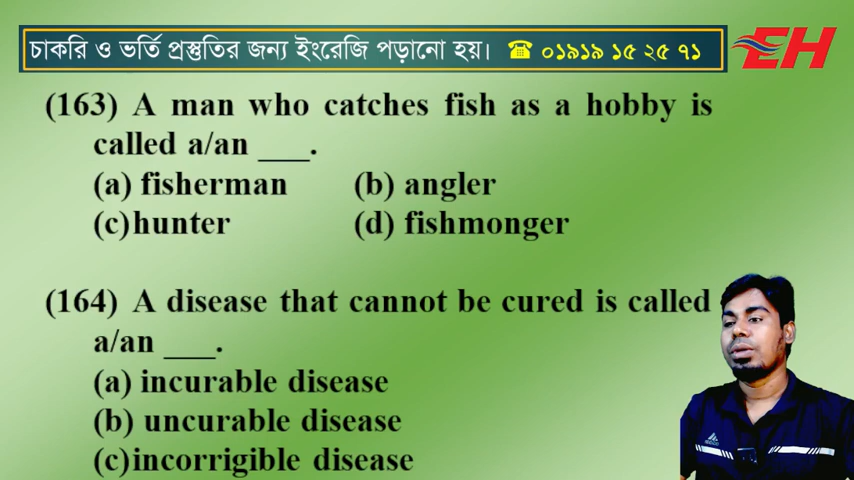 চাকরি ও ভর্তি প্রস্তুতির জন্য ইংরেজি পড়ানো হয়। ☎ ০১৯১৯ ১৫ ২৫ ৭১
EH
(163) A man who catches fish as a hobby is
called a/an ___.
(a) fisherman (b) angler
(c)hunter (d) fishmonger
(164) A disease that cannot be cured is called
a/an ___.
(a) incurable disease
(b) uncurable disease
(c)incorrigible disease